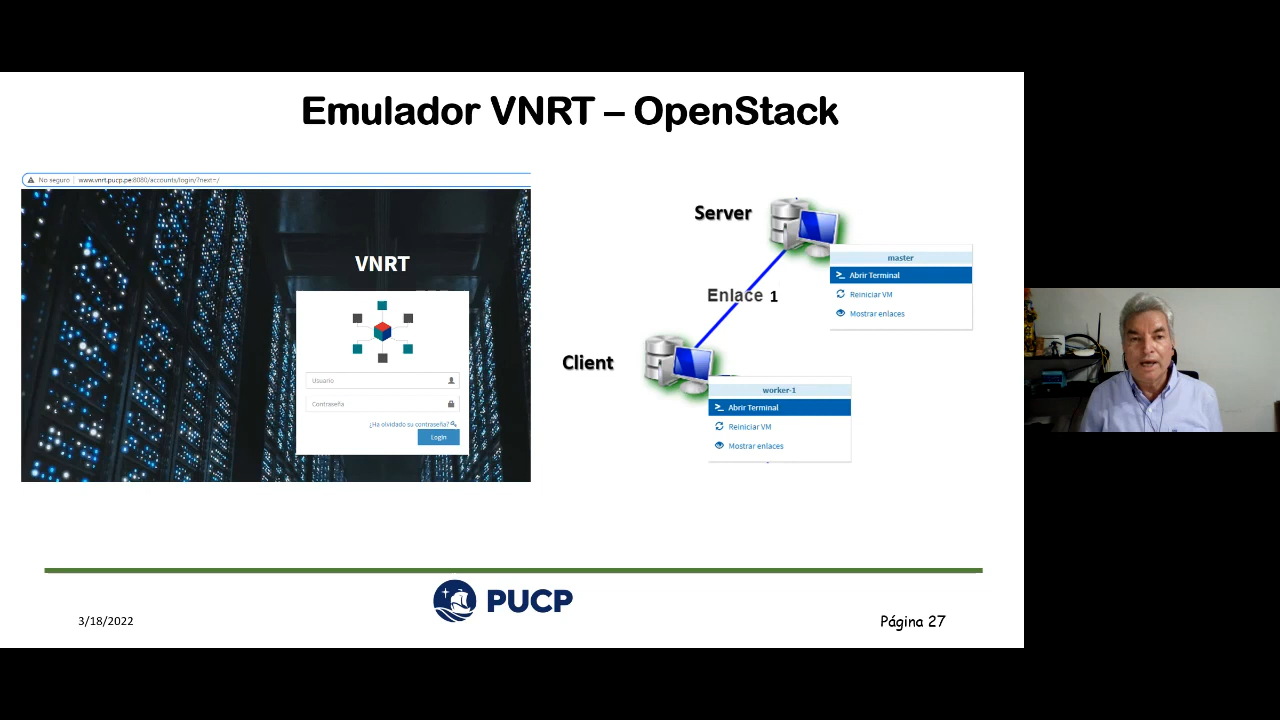 Emulador VNRT – OpenStack
No seguro | www.vnrt.pucp.pe:8080/accounts/login/?next=/
VNRT
Usuario
Contraseña
¿Ha olvidado su contraseña?
Login
Server
master
Abrir Terminal
Reiniciar VM
Mostrar enlaces
Enlace 1
Client
worker-1
Abrir Terminal
Reiniciar VM
Mostrar enlaces
3/18/2022
PUCP
Página 27